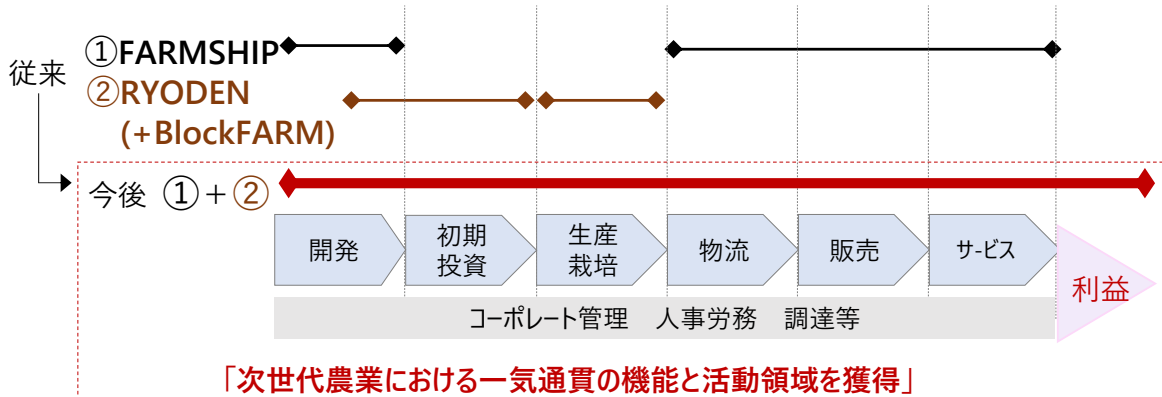 ①FARMSHIP
従来
②RYODEN
(+BlockFARM)
今後 ①+②
開発
初期
投資
生産
栽培
物流
販売
サ-ビス
利益
コーポレート管理 人事労務 調達等
「次世代農業における一気通貫の機能と活動領域を獲得」